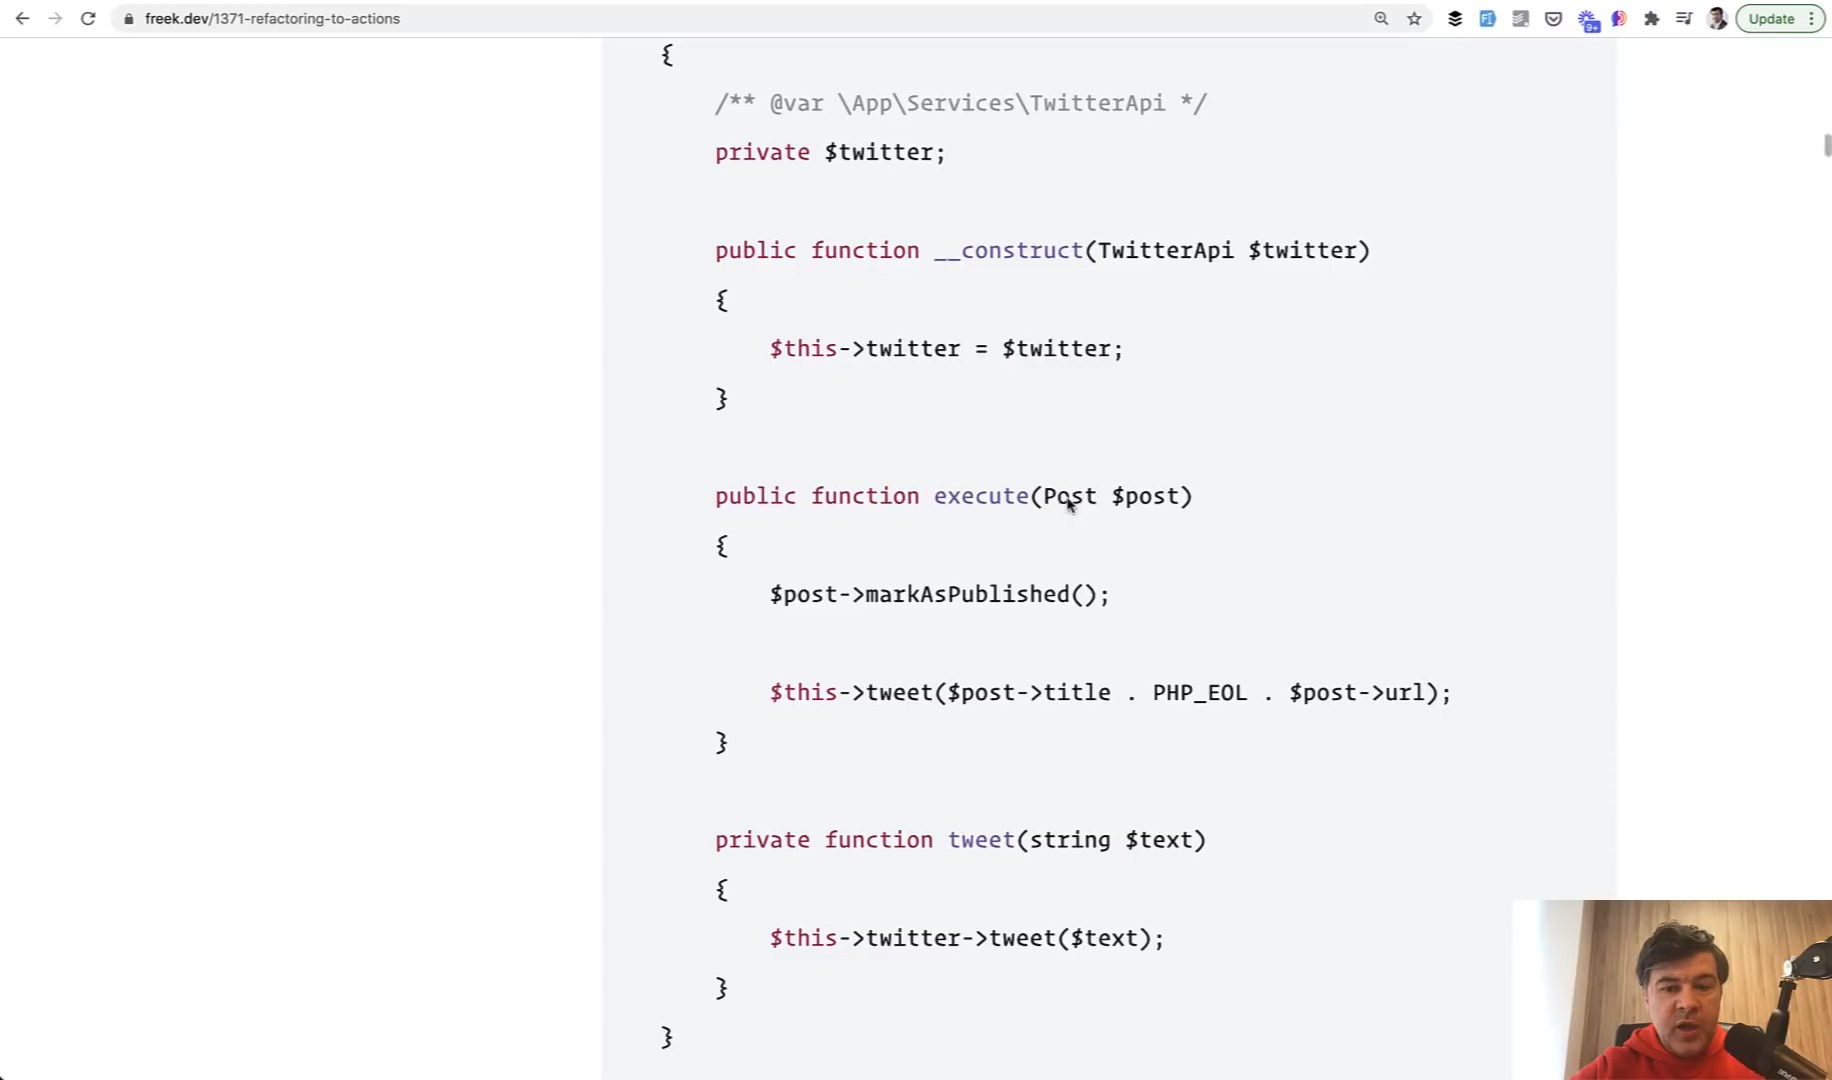 freek.dev/1371-refactoring-to-actions
9+
Update
{
/** @var \App\Services\TwitterApi */
private $twitter;
public function __construct(TwitterApi $twitter)
{
$this->twitter = $twitter;
}
public function execute(Post $post)
{
$post->markAsPublished();
$this->tweet($post->title . PHP_EOL . $post->url);
}
private function tweet(string $text)
{
$this->twitter->tweet($text);
}
}